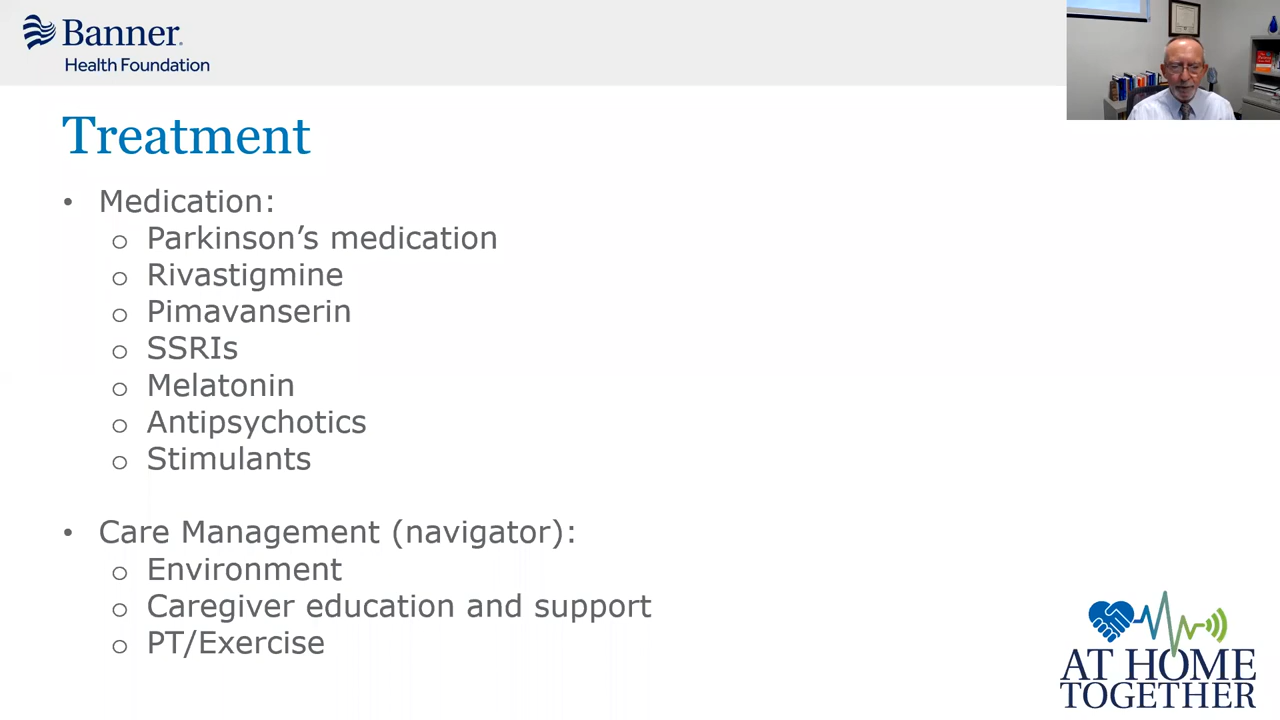 Banner®
Health Foundation
Treatment
• Medication:
o Parkinson’s medication
o Rivastigmine
o Pimavanserin
o SSRIs
o Melatonin
o Antipsychotics
o Stimulants
• Care Management (navigator):
o Environment
o Caregiver education and support
o PT/Exercise
AT HOME
TOGETHER